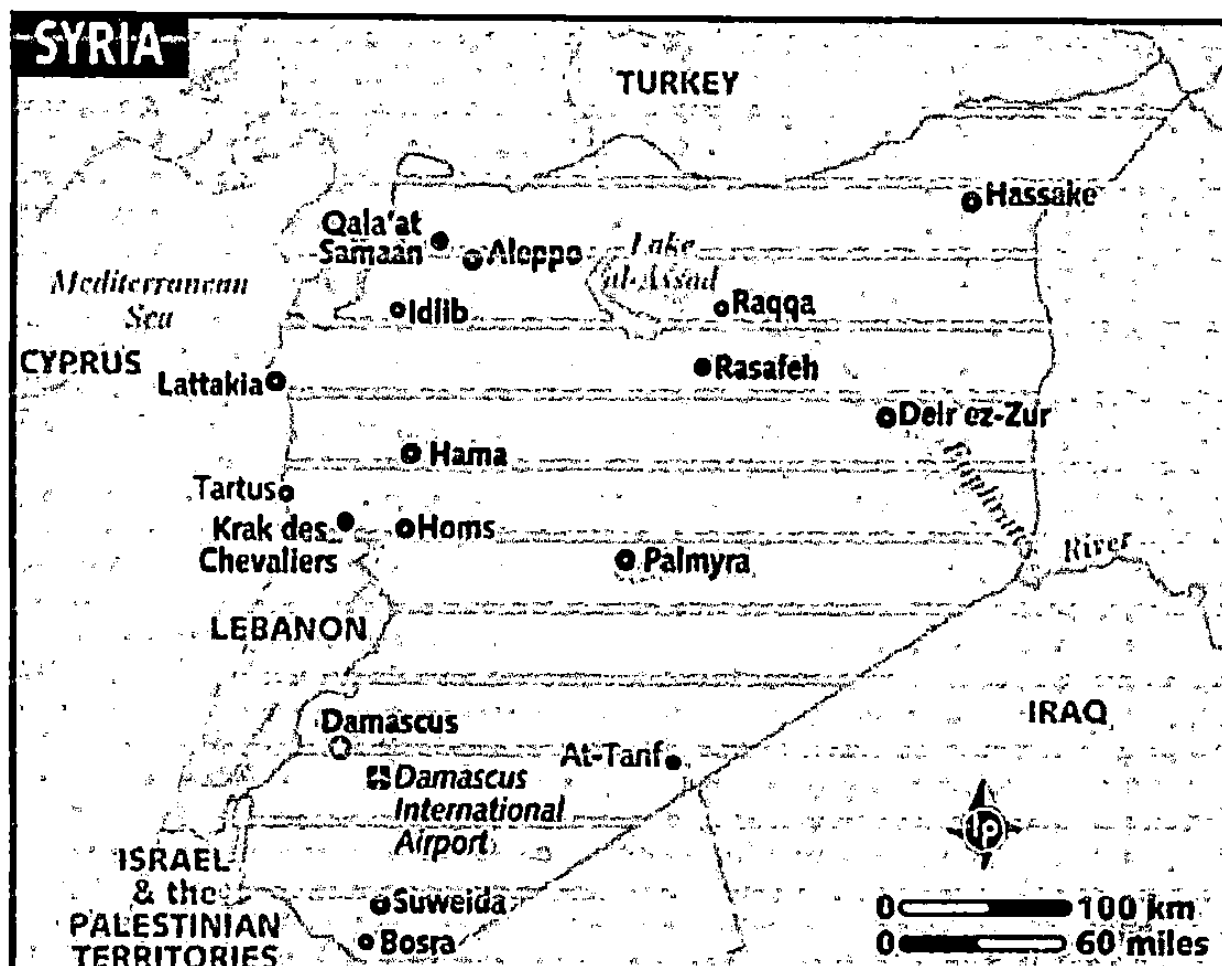 SYRIA
TURKEY
Hassake
Qala'at
Samaan
Aleppo
Lake
al-Assad
Mediterranean
Sea
Idlib
Raqqa
CYPRUS
Lattakia
Rasafeh
Deir ez-Zur
Hama
Euphrates
River
Tartus
Krak des
Chevaliers
Homs
Palmyra
LEBANON
IRAQ
Damascus
At-Tanf
Damascus
International
Airport
lp
ISRAEL
& the
PALESTINIAN
TERRITORIES
Suweida
Bosra
0 100 km
0 60 miles